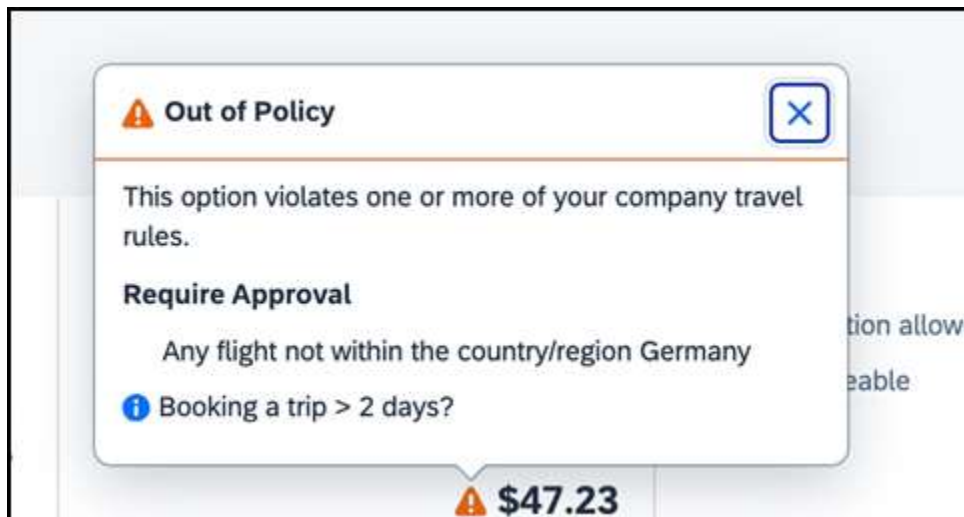 Out of Policy
This option violates one or more of your company travel
rules.
Require Approval
Any flight not within the country/region Germany
Booking a trip > 2 days?
allow
$47.23